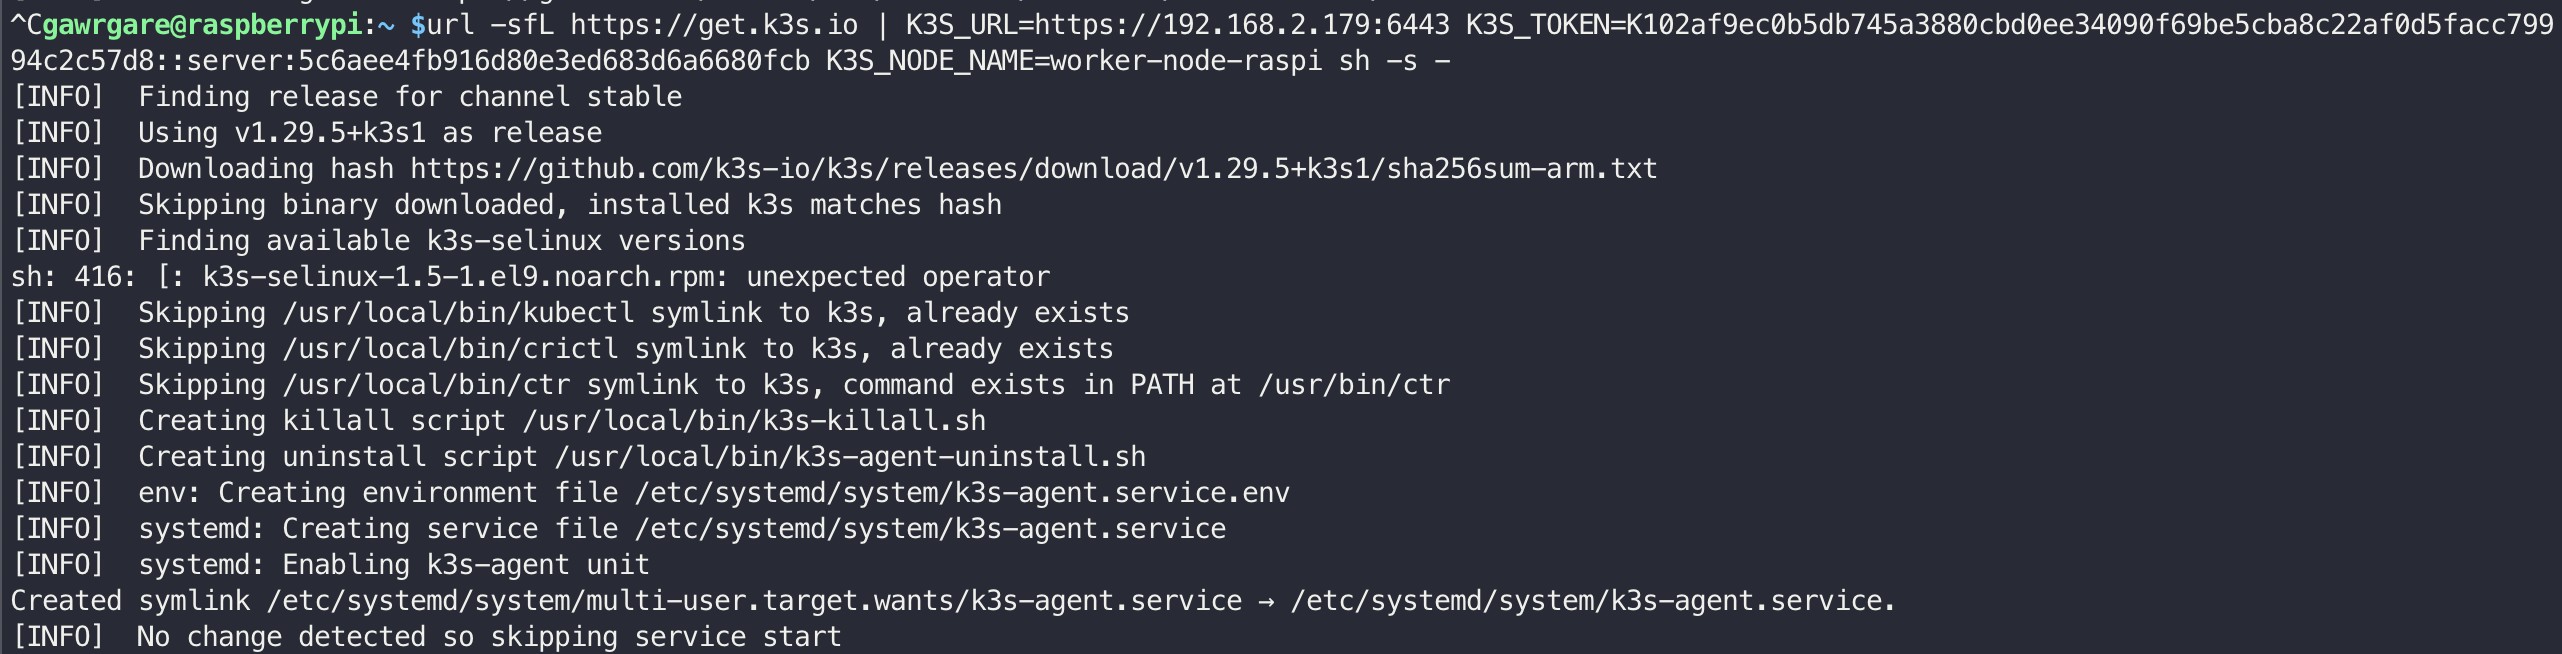 ^Cgawrgare@raspberrypi:~ $url -sfL https://get.k3s.io | K3S_URL=https://192.168.2.179:6443 K3S_TOKEN=K102af9ec0b5db745a3880cbd0ee34090f69be5cba8c22af0d5facc799
94c2c57d8::server:5c6aee4fb916d80e3ed683d6a6680fcb K3S_NODE_NAME=worker-node-raspi sh -s -
[INFO]  Finding release for channel stable
[INFO]  Using v1.29.5+k3s1 as release
[INFO]  Downloading hash https://github.com/k3s-io/k3s/releases/download/v1.29.5+k3s1/sha256sum-arm.txt
[INFO]  Skipping binary downloaded, installed k3s matches hash
[INFO]  Finding available k3s-selinux versions
sh: 416: [: k3s-selinux-1.5-1.el9.noarch.rpm: unexpected operator
[INFO]  Skipping /usr/local/bin/kubectl symlink to k3s, already exists
[INFO]  Skipping /usr/local/bin/crictl symlink to k3s, already exists
[INFO]  Skipping /usr/local/bin/ctr symlink to k3s, command exists in PATH at /usr/bin/ctr
[INFO]  Creating killall script /usr/local/bin/k3s-killall.sh
[INFO]  Creating uninstall script /usr/local/bin/k3s-agent-uninstall.sh
[INFO]  env: Creating environment file /etc/systemd/system/k3s-agent.service.env
[INFO]  systemd: Creating service file /etc/systemd/system/k3s-agent.service
[INFO]  systemd: Enabling k3s-agent unit
Created symlink /etc/systemd/system/multi-user.target.wants/k3s-agent.service → /etc/systemd/system/k3s-agent.service.
[INFO]  No change detected so skipping service start